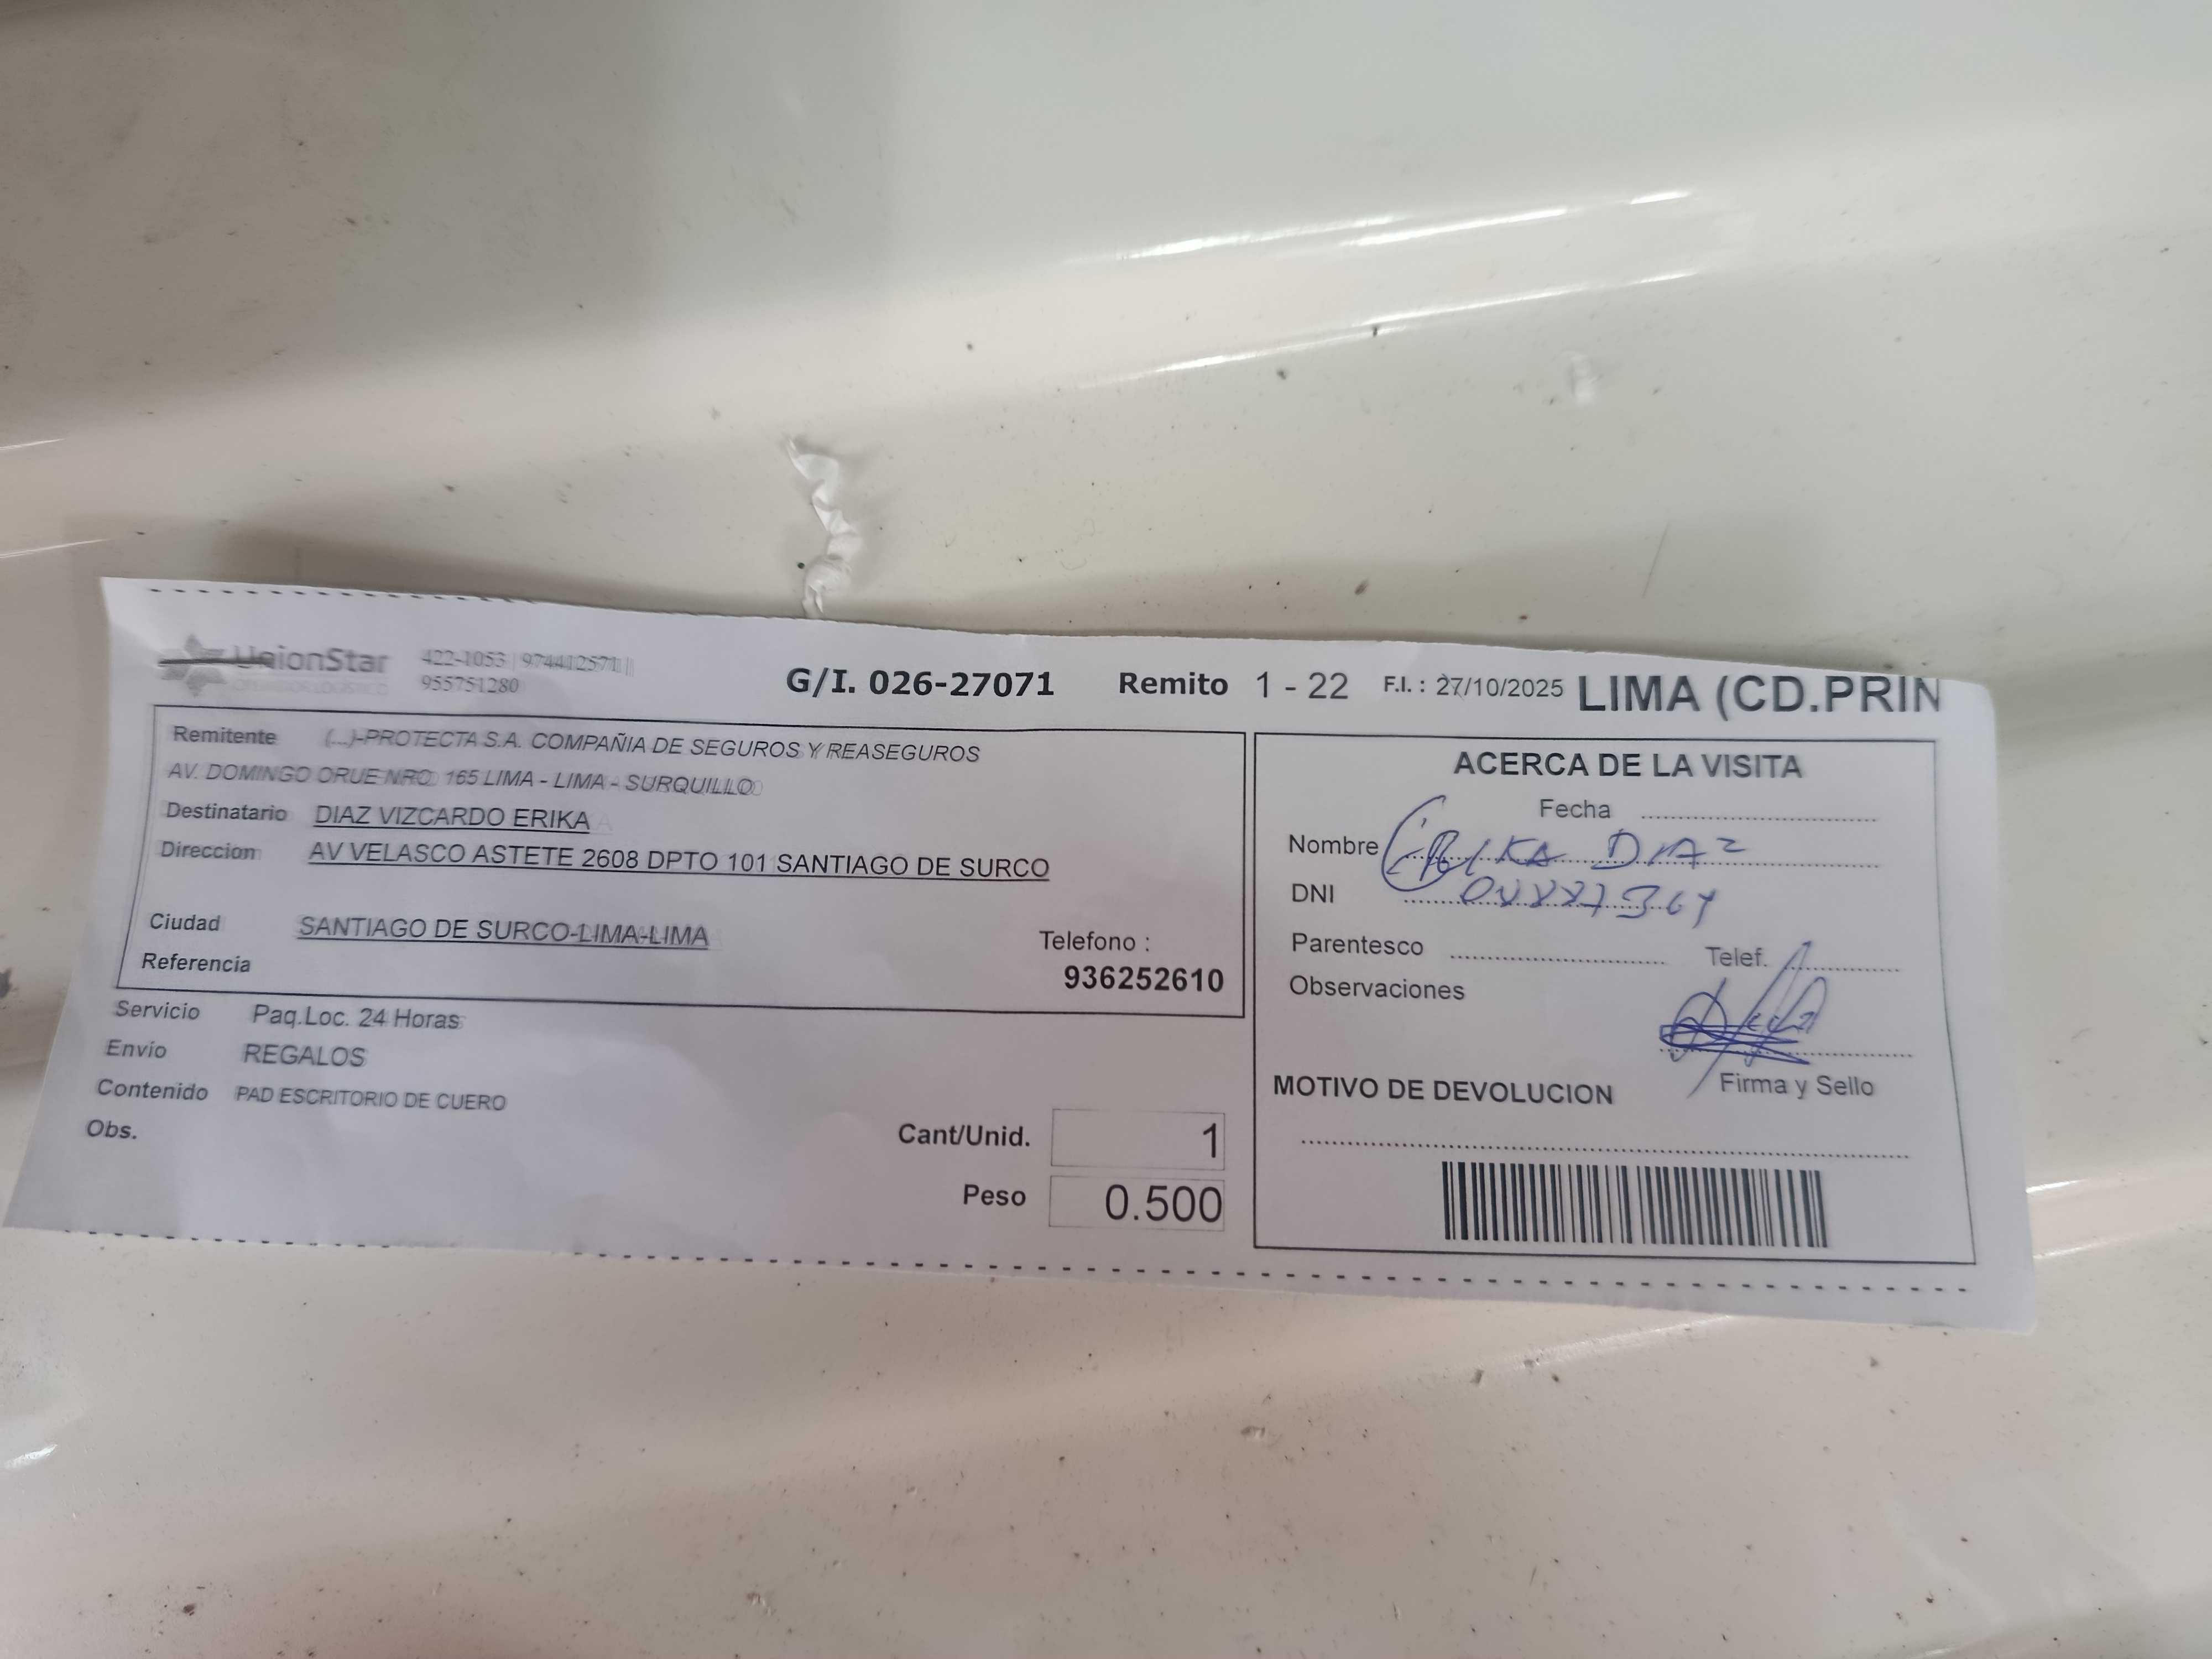 UnionStar 422-1053 | 974412571 ||
OPERADOR LOGÍSTICO 955751280
G/I. 026-27071 Remito 1 - 22 F.I. : 27/10/2025 LIMA (CD.PRIN
Remitente (...)-PROTECTA S.A. COMPAÑIA DE SEGUROS Y REASEGUROS
AV. DOMINGO ORUE NRO 165 LIMA - LIMA - SURQUILLO
Destinatario DIAZ VIZCARDO ERIKA
Direccion AV VELASCO ASTETE 2608 DPTO 101 SANTIAGO DE SURCO
Ciudad SANTIAGO DE SURCO-LIMA-LIMA
Telefono :
Referencia
936252610
Servicio Paq.Loc. 24 Horas
Envio REGALOS
Contenido PAD ESCRITORIO DE CUERO
Obs.
Cant/Unid. 1
Peso 0.500
ACERCA DE LA VISITA
Fecha
Nombre ERIKA DIAZ
DNI
Parentesco Telef.
Observaciones
Firma y Sello
MOTIVO DE DEVOLUCION